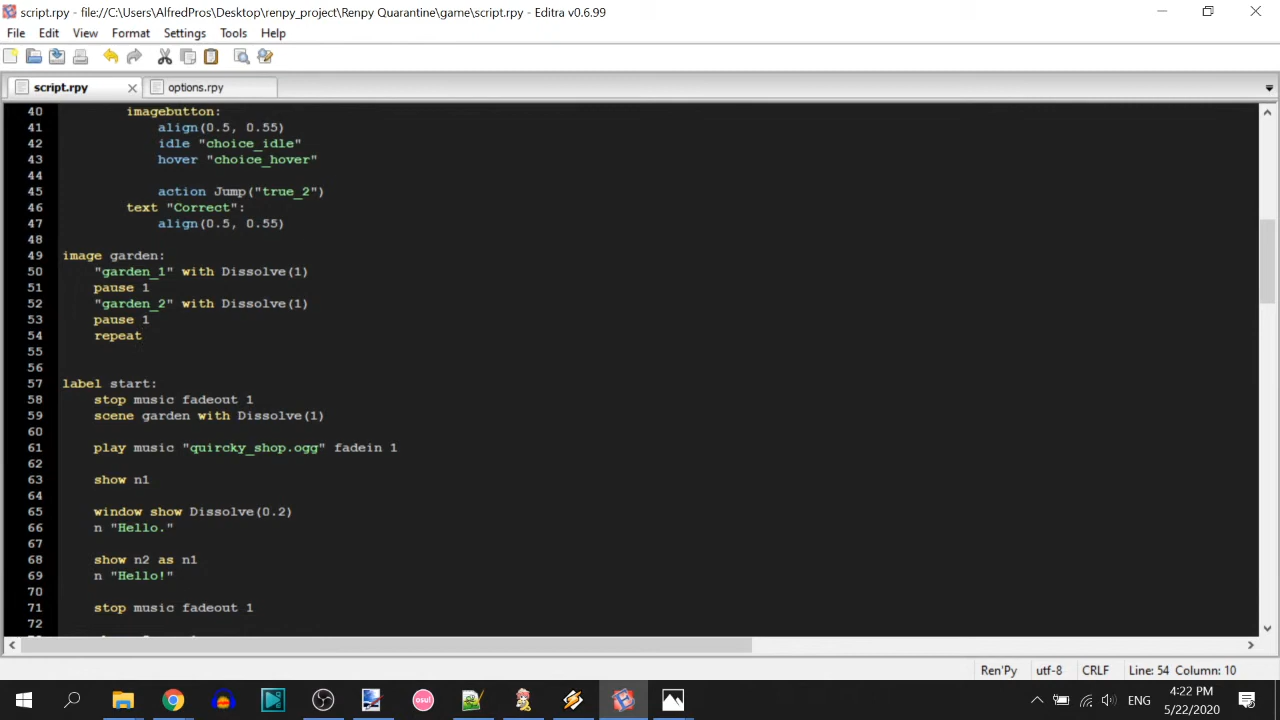 script.rpy - file://C:\Users\AlfredPros\Desktop\renpy_project\Renpy Quarantine\game\script.rpy - Editra v0.6.99
File Edit View Format Settings Tools Help
script.rpy options.rpy
40 imagebutton:
41 align(0.5, 0.55)
42 idle "choice_idle"
43 hover "choice_hover"
44
45 action Jump("true_2")
46 text "Correct":
47 align(0.5, 0.55)
48
49 image garden:
50 "garden_1" with Dissolve(1)
51 pause 1
52 "garden_2" with Dissolve(1)
53 pause 1
54 repeat
55
56
57 label start:
58 stop music fadeout 1
59 scene garden with Dissolve(1)
60
61 play music "quircky_shop.ogg" fadein 1
62
63 show n1
64
65 window show Dissolve(0.2)
66 n "Hello."
67
68 show n2 as n1
69 n "Hello!"
70
71 stop music fadeout 1
72
Ren'Py utf-8 CRLF Line: 54 Column: 10
osu!
ENG
4:22 PM
5/22/2020